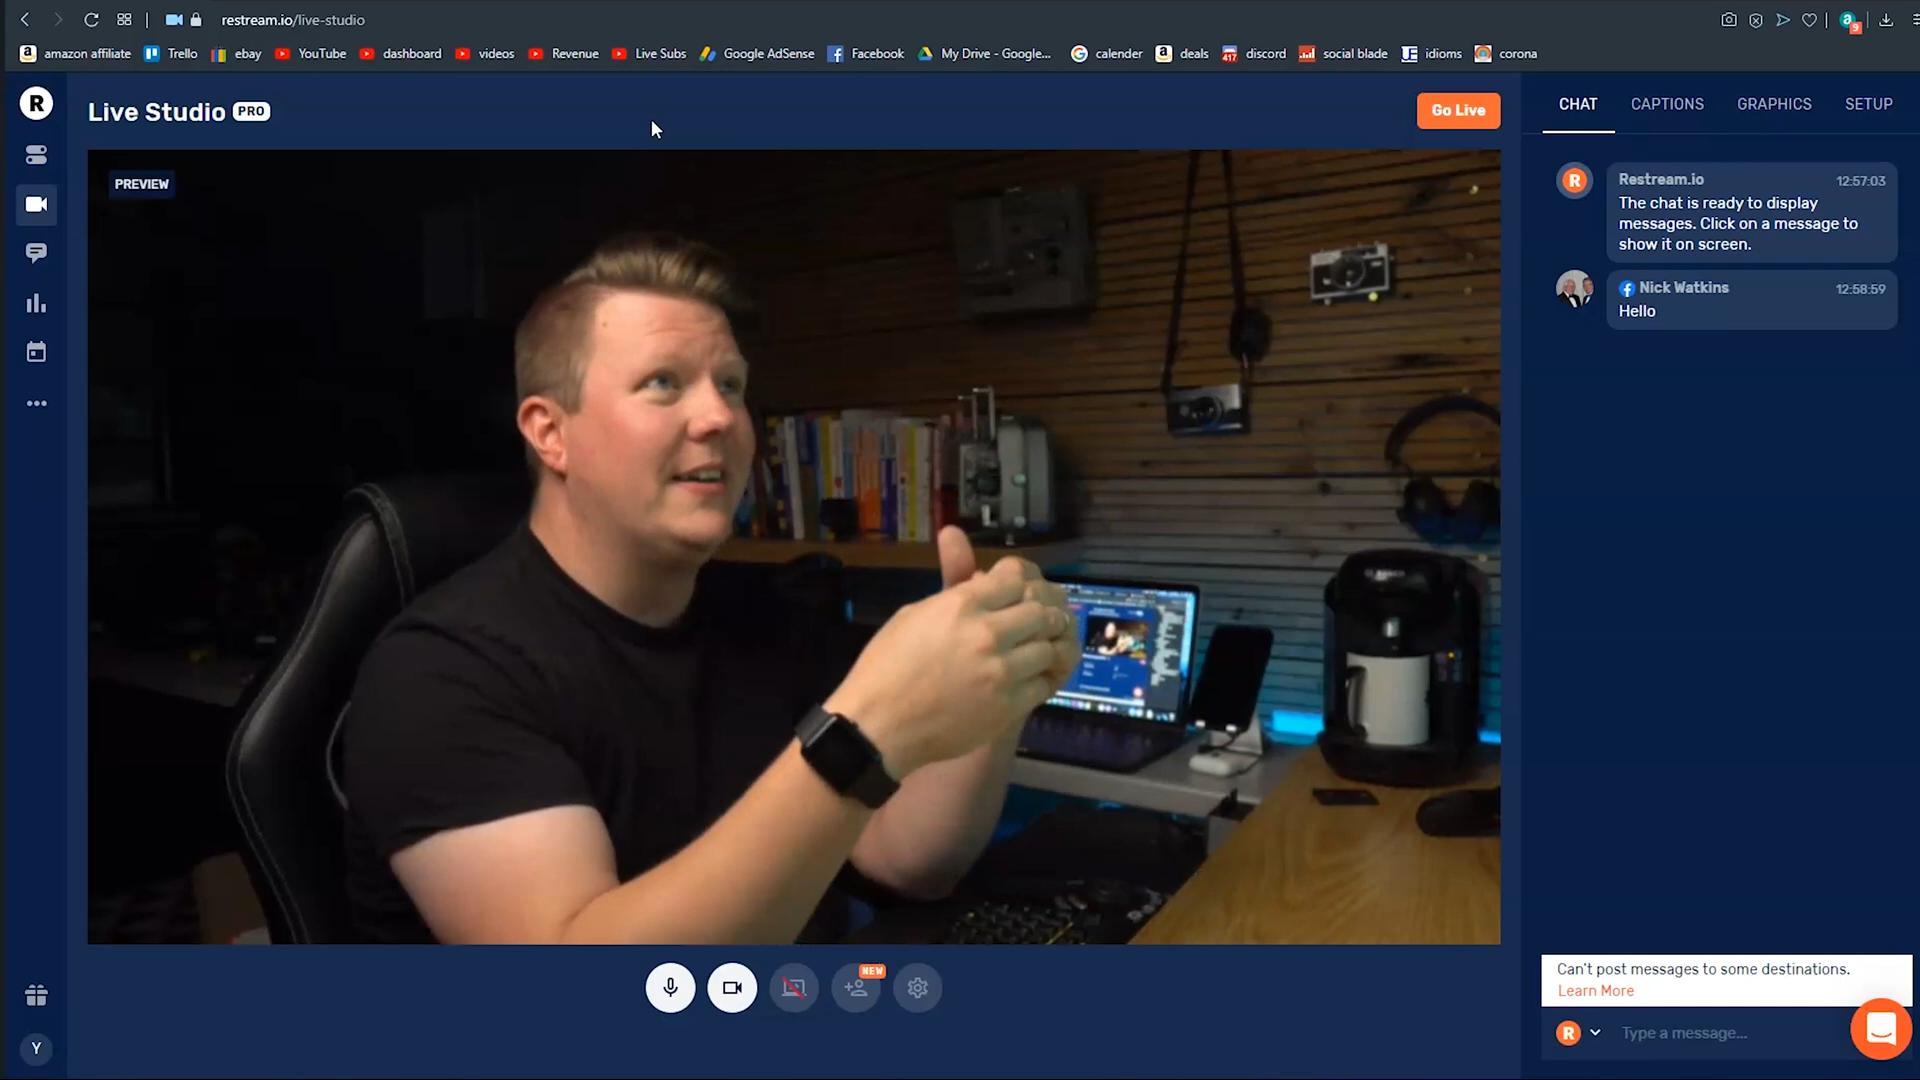 restream.io/live-studio
9
amazon affiliate
Trello
ebay
YouTube
dashboard
videos
Revenue
Live Subs
Google AdSense
Facebook
My Drive - Google...
calender
deals
417
discord
social blade
idioms
corona
R
Live Studio PRO
Go Live
CHAT
CAPTIONS
GRAPHICS
SETUP
PREVIEW
R
Restream.io
12:57:03
The chat is ready to display
messages. Click on a message to
show it on screen.
Nick Watkins
12:58:59
Hello
NEW
Can't post messages to some destinations.
Learn More
R
Type a message...
Y